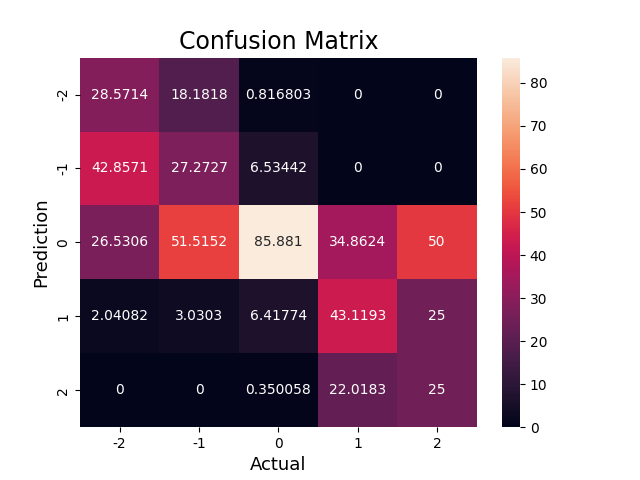 Confusion Matrix
-2 28.5714 18.1818 0.816803 0 0
-1 42.8571 27.2727 6.53442 0 0
0 26.5306 51.5152 85.881 34.8624 50
1 2.04082 3.0303 6.41774 43.1193 25
2 0 0 0.350058 22.0183 25
-2 -1 0 1 2
Prediction
Actual
80
70
60
50
40
30
20
10
0